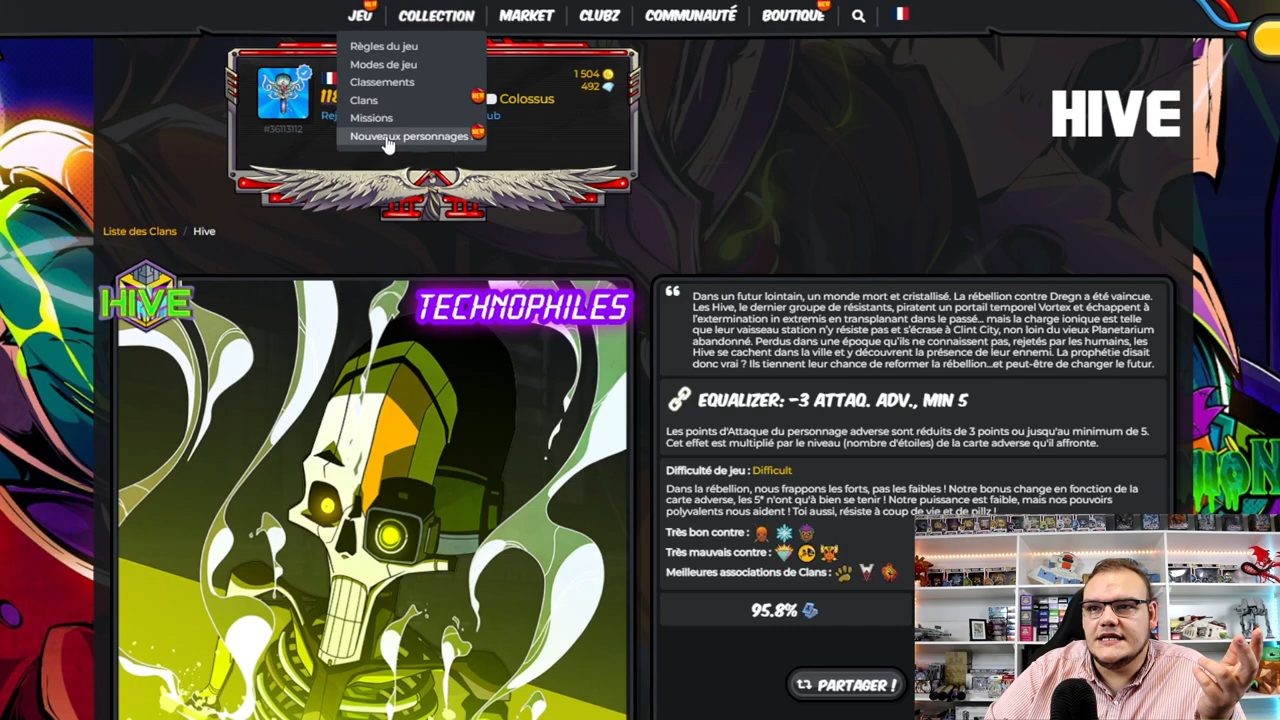 JEU NEW COLLECTION MARKET CLUBZ COMMUNAUTÉ BOUTIQUE NEW
Règles du jeu
Modes de jeu
Classements
Clans NEW
Missions
Nouveaux personnages ! NEW
1 504
492
Colossus
ub
Rej
#36113112
HIVE
Liste des Clans / Hive
HIVE
TECHNOPHILES
Dans un futur lointain, un monde mort et cristallisé. La rébellion contre Dregn a été vaincue.
Les Hive, le dernier groupe de résistants, piratent un portail temporel Vortex et échappent à
l'extermination in extremis en transplanant dans le passé... mais la charge ionique est telle
que leur vaisseau station n'y résiste pas et s'écrase à Clint City, non loin du vieux Planetarium
abandonné. Perdus dans une époque qu'ils ne connaissent pas, rejetés par les humains, les
Hive se cachent dans la ville et y découvrent la présence de leur ennemi. La prophétie disait
donc vrai ? Ils tiennent leur chance de reformer la rébellion...et peut-être de changer le futur.
EQUALIZER: -3 ATTAQ. ADV., MIN 5
Les points d'Attaque du personnage adverse sont réduits de 3 points ou jusqu'au minimum de 5.
Cet effet est multiplié par le niveau (nombre d'étoiles) de la carte adverse qu'il affronte.
Difficulté de jeu : Difficult
Dans la rébellion, nous frappons les forts, pas les faibles ! Notre bonus change en fonction de la
carte adverse, les 5* n'ont qu'à bien se tenir ! Notre puissance est faible, mais nos pouvoirs
polyvalents nous aident ! Toi aussi, résiste à coup de vie et de pillz !
Très bon contre :
Très mauvais contre :
Meilleures associations de Clans :
95.8%
PARTAGER !